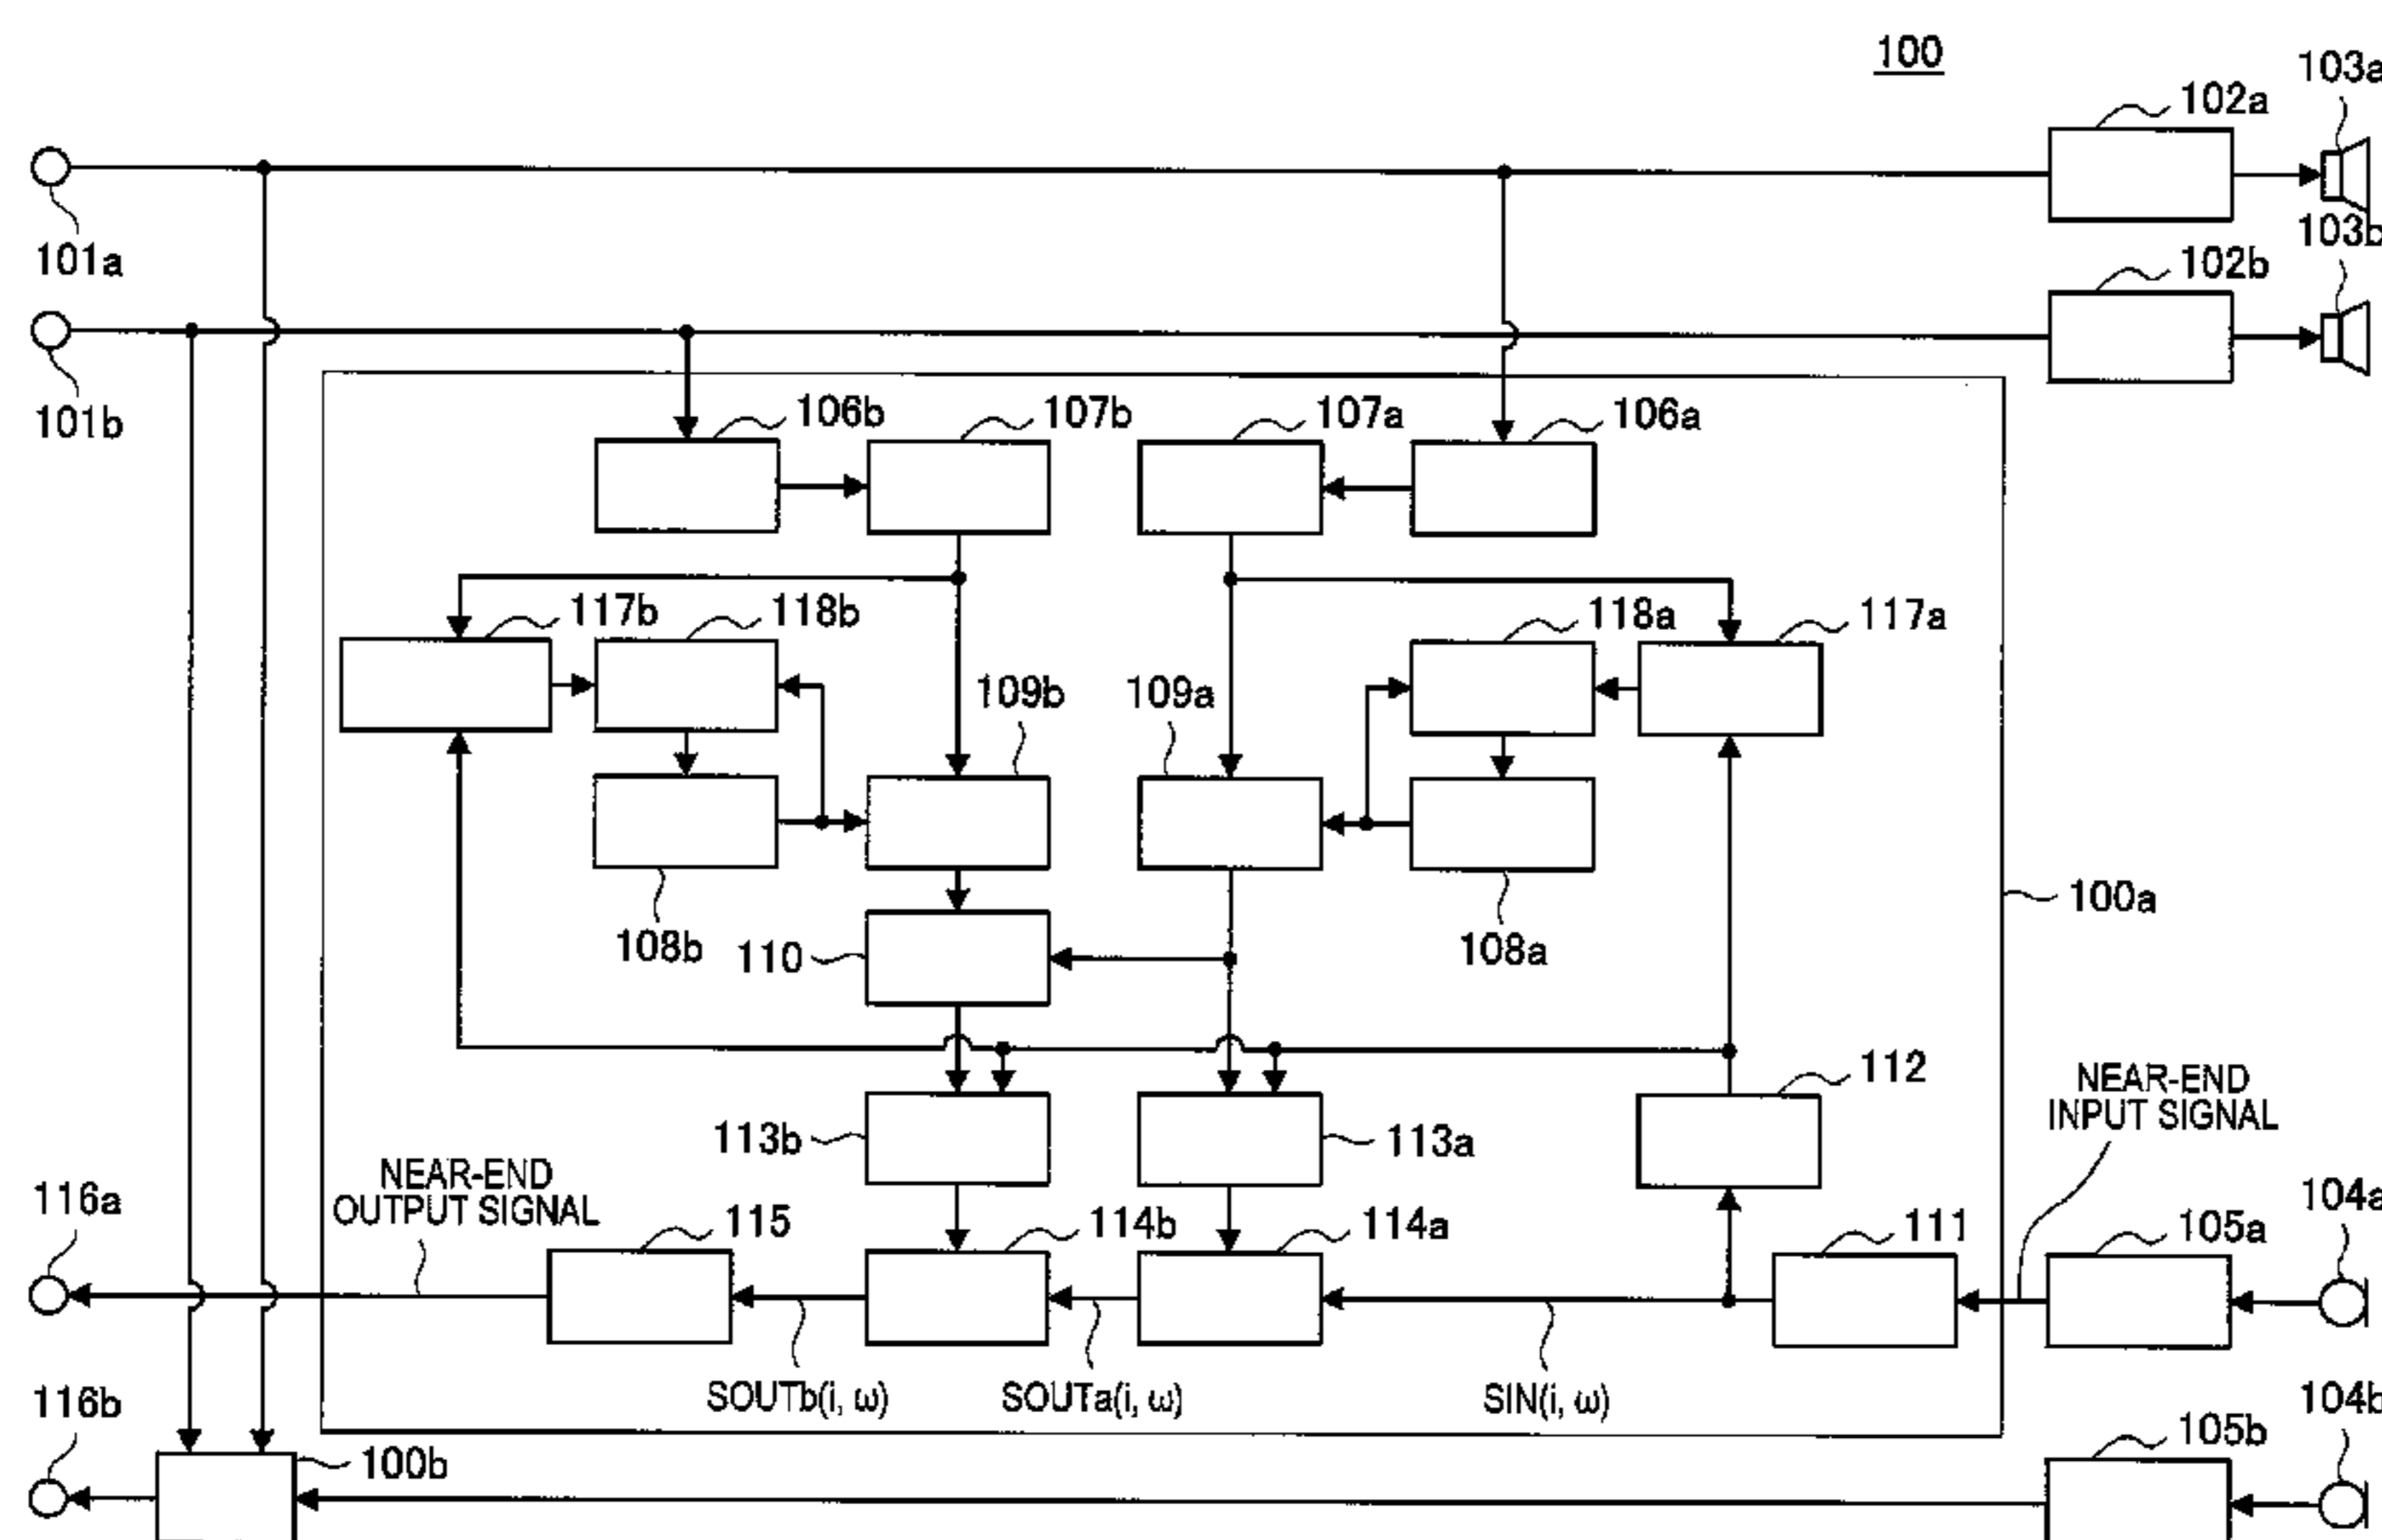 100
103a
102a
101a
103b
102b
101b
106b
107b
107a
106a
117b
118b
118a
117a
109b
109a
100a
108b
110
108a
112
NEAR-END
INPUT SIGNAL
113b
113a
NEAR-END
OUTPUT SIGNAL
116a
115
114b
114a
111
105a
104a
SOUTb(i, ω)
SOUTa(i, ω)
SIN(i, ω)
116b
100b
105b
104b